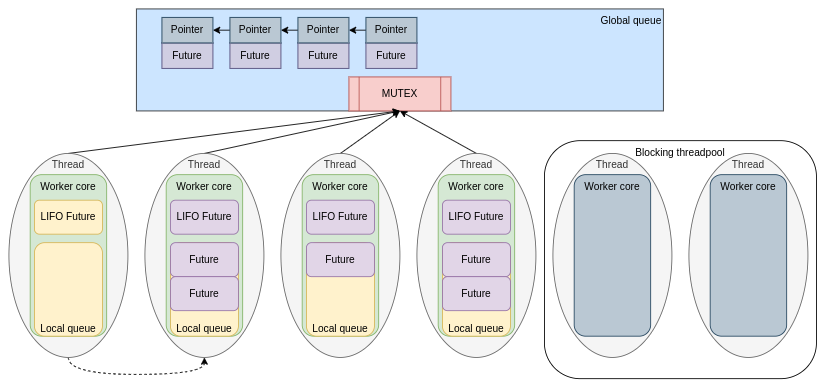 Global queue
Pointer Pointer Pointer Pointer
Future Future Future Future
MUTEX
Blocking threadpool
Thread Thread Thread Thread Thread Thread
Worker core Worker core Worker core Worker core Worker core Worker core
LIFO Future LIFO Future LIFO Future LIFO Future
Future Future Future
Future Future
Local queue Local queue Local queue Local queue